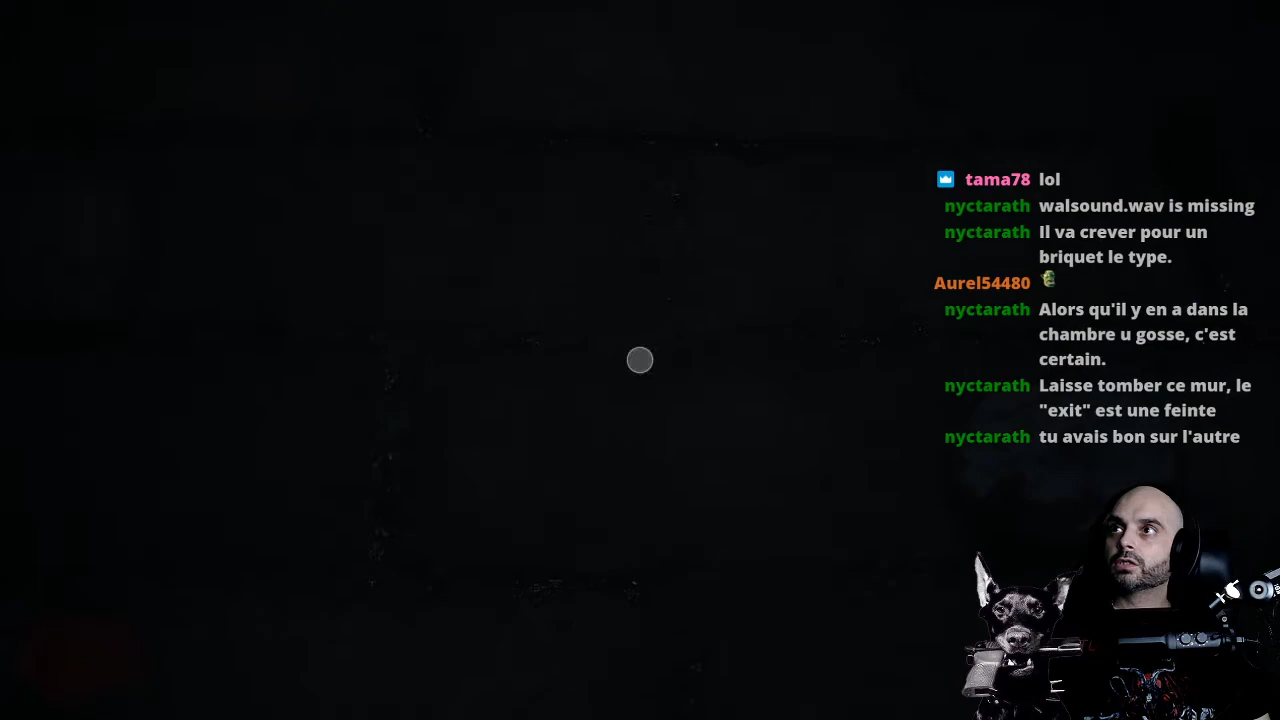 tama78 lol
nyctarath walsound.wav is missing
nyctarath Il va crever pour un
briquet le type.
Aurel54480
nyctarath Alors qu'il y en a dans la
chambre u gosse, c'est
certain.
nyctarath Laisse tomber ce mur, le
"exit" est une feinte
nyctarath tu avais bon sur l'autre